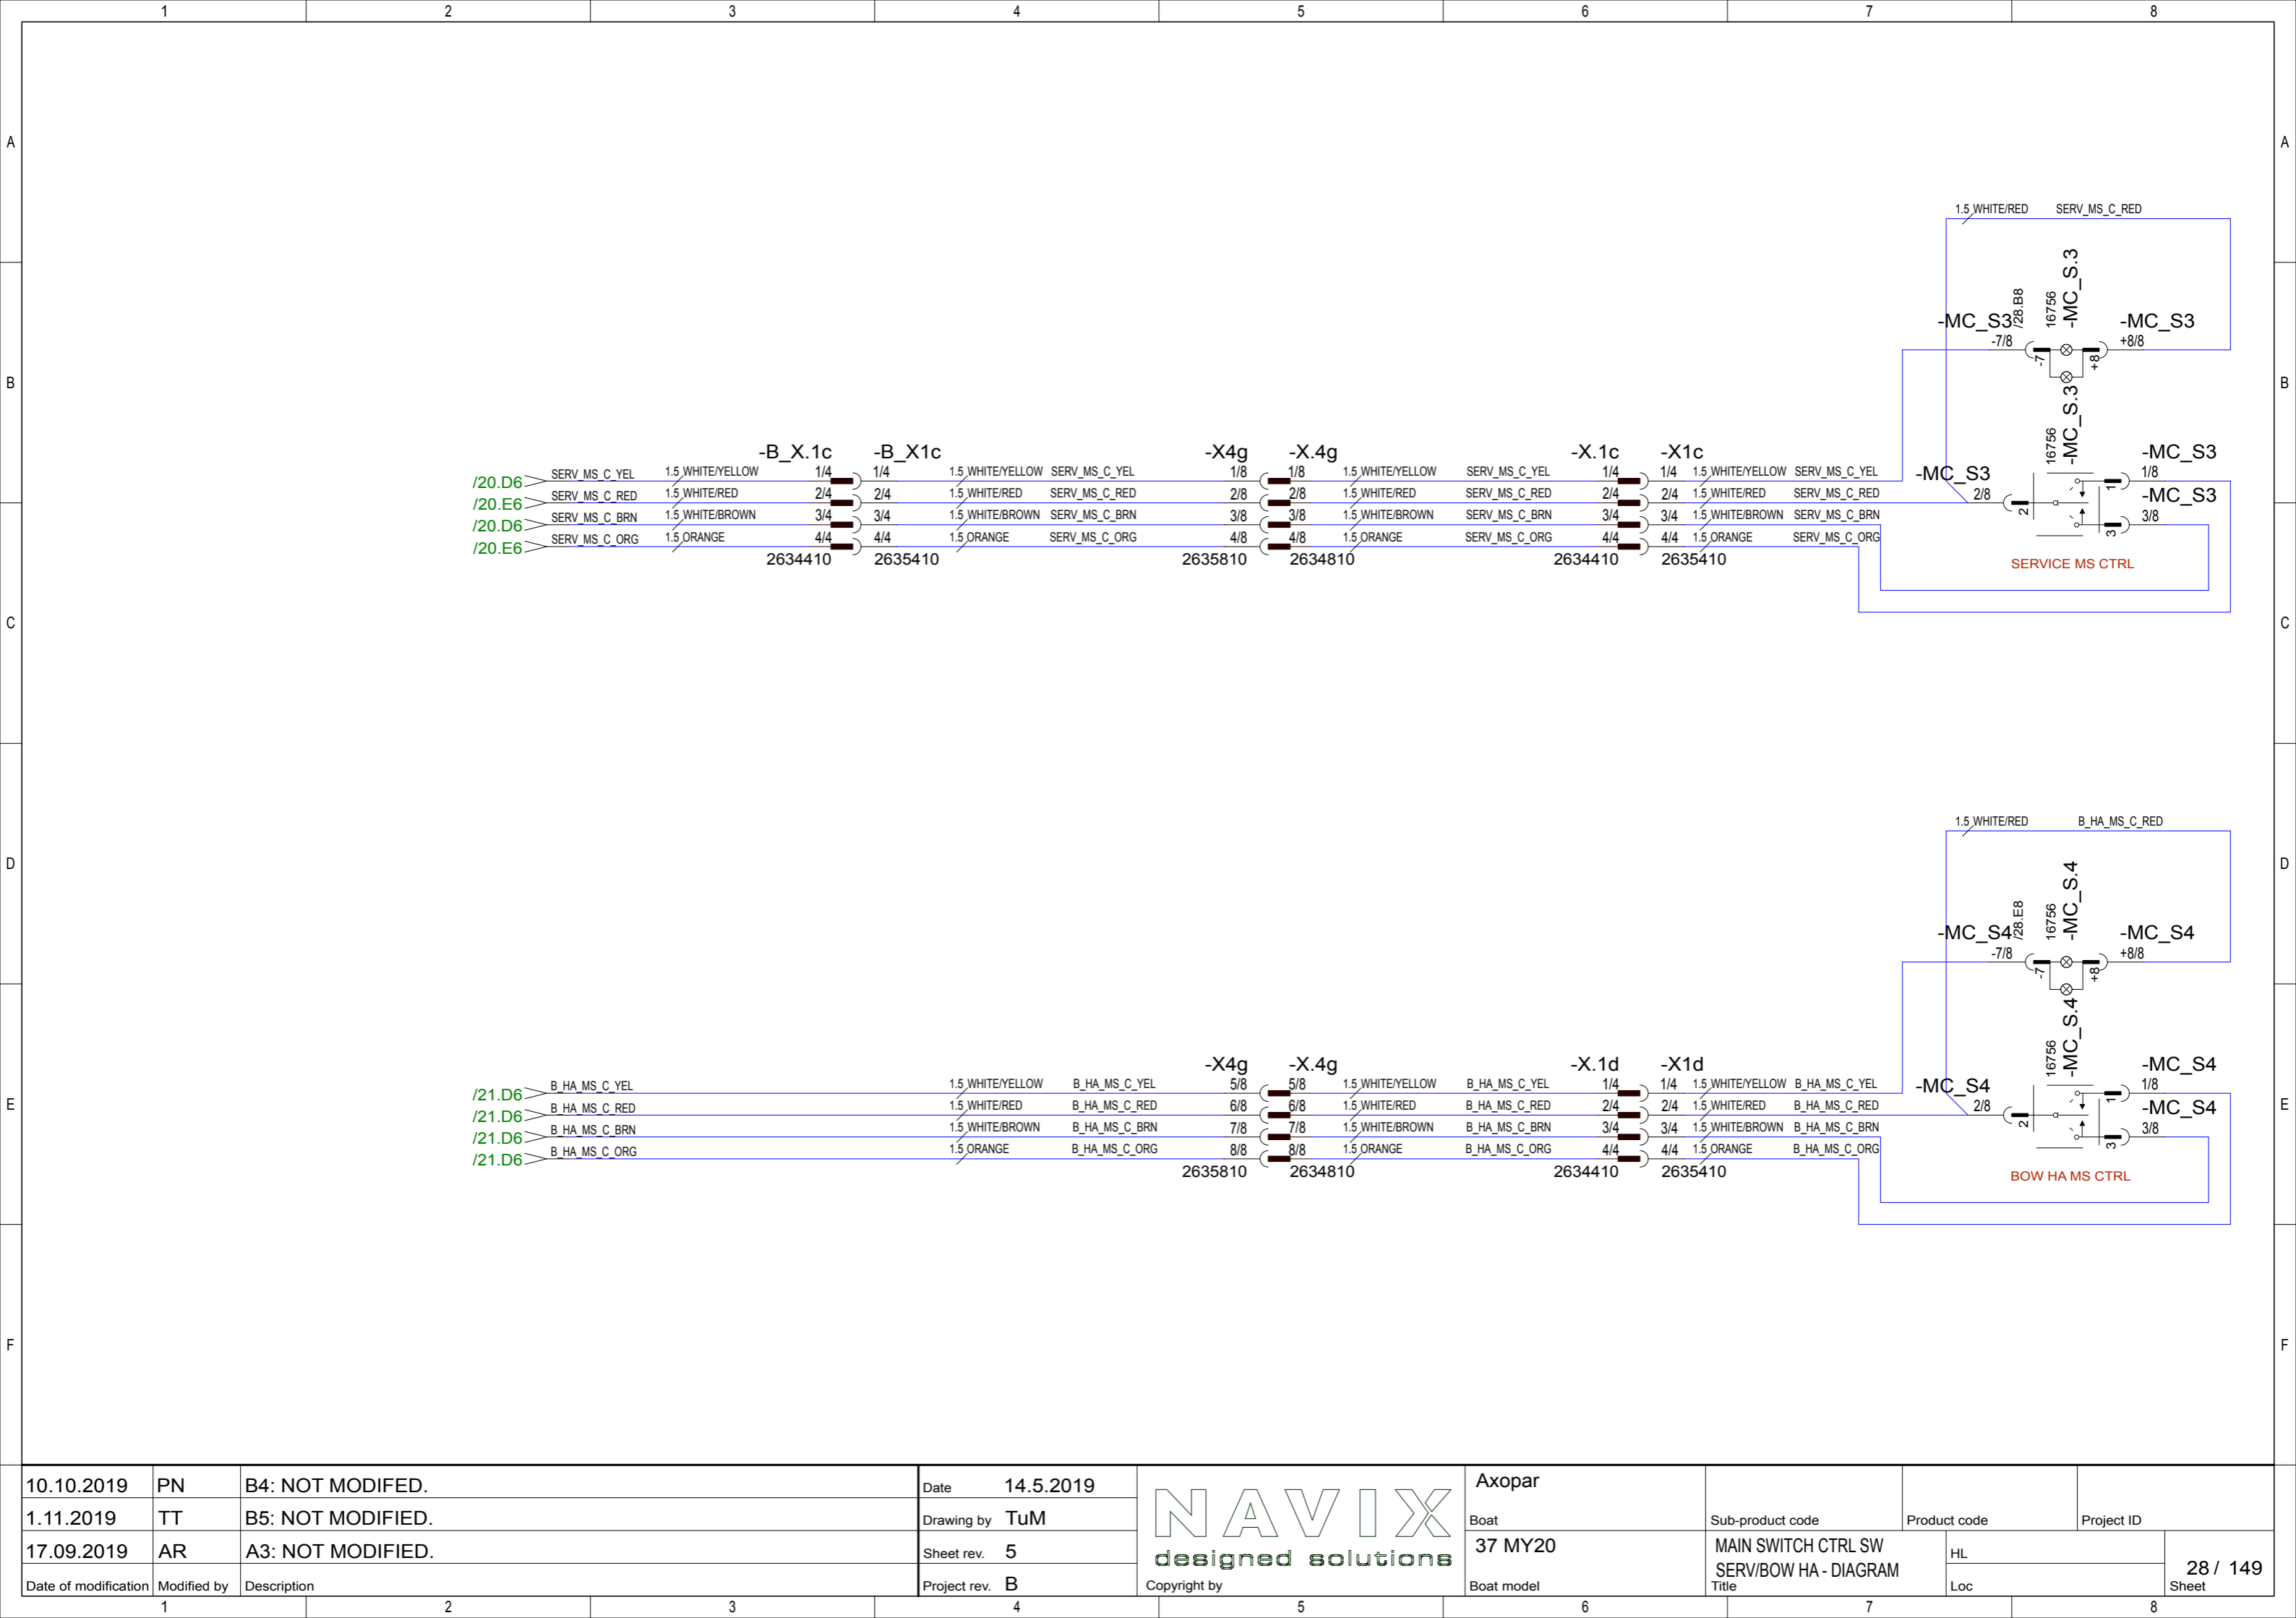 1 2 3 4 5 6 7 8
A A
1.5 WHITE/RED SERV_MS_C_RED
-MC_S3 /28.B8 16756 -MC_S.3 -MC_S3
-7/8 +8/8
-7 +8
B B
16756 -MC_S.3
-B_X.1c -B_X1c -X4g -X.4g -X.1c -X1c -MC_S3
/20.D6 SERV_MS_C_YEL 1.5 WHITE/YELLOW 1/4 1/4 1.5 WHITE/YELLOW SERV_MS_C_YEL 1/8 1/8 1.5 WHITE/YELLOW SERV_MS_C_YEL 1/4 1/4 1.5 WHITE/YELLOW SERV_MS_C_YEL -MC_S3 1 1/8
/20.E6 SERV_MS_C_RED 1.5 WHITE/RED 2/4 2/4 1.5 WHITE/RED SERV_MS_C_RED 2/8 2/8 1.5 WHITE/RED SERV_MS_C_RED 2/4 2/4 1.5 WHITE/RED SERV_MS_C_RED 2/8 2 -MC_S3
/20.D6 SERV_MS_C_BRN 1.5 WHITE/BROWN 3/4 3/4 1.5 WHITE/BROWN SERV_MS_C_BRN 3/8 3/8 1.5 WHITE/BROWN SERV_MS_C_BRN 3/4 3/4 1.5 WHITE/BROWN SERV_MS_C_BRN 3 3/8
/20.E6 SERV_MS_C_ORG 1.5 ORANGE 4/4 4/4 1.5 ORANGE SERV_MS_C_ORG 4/8 4/8 1.5 ORANGE SERV_MS_C_ORG 4/4 4/4 1.5 ORANGE SERV_MS_C_ORG
2634410 2635410 2635810 2634810 2634410 2635410 SERVICE MS CTRL
C C
1.5 WHITE/RED B_HA_MS_C_RED
D D
-MC_S4 /28.E8 16756 -MC_S.4 -MC_S4
-7/8 +8/8
-7 +8
16756 -MC_S.4
-X4g -X.4g -X.1d -X1d -MC_S4
/21.D6 B_HA_MS_C_YEL 1.5 WHITE/YELLOW B_HA_MS_C_YEL 5/8 5/8 1.5 WHITE/YELLOW B_HA_MS_C_YEL 1/4 1/4 1.5 WHITE/YELLOW B_HA_MS_C_YEL -MC_S4 1 1/8
E /21.D6 B_HA_MS_C_RED 1.5 WHITE/RED B_HA_MS_C_RED 6/8 6/8 1.5 WHITE/RED B_HA_MS_C_RED 2/4 2/4 1.5 WHITE/RED B_HA_MS_C_RED 2/8 2 -MC_S4 E
/21.D6 B_HA_MS_C_BRN 1.5 WHITE/BROWN B_HA_MS_C_BRN 7/8 7/8 1.5 WHITE/BROWN B_HA_MS_C_BRN 3/4 3/4 1.5 WHITE/BROWN B_HA_MS_C_BRN 3 3/8
/21.D6 B_HA_MS_C_ORG 1.5 ORANGE B_HA_MS_C_ORG 8/8 8/8 1.5 ORANGE B_HA_MS_C_ORG 4/4 4/4 1.5 ORANGE B_HA_MS_C_ORG
2635810 2634810 2634410 2635410 BOW HA MS CTRL
F F
10.10.2019 PN B4: NOT MODIFED.
1.11.2019 TT B5: NOT MODIFIED.
17.09.2019 AR A3: NOT MODIFIED.
Date of modification Modified by Description
Date 14.5.2019
Drawing by TuM
Sheet rev. 5
Project rev. B
NAVIX
designed solutions
Copyright by
Axopar
Boat
37 MY20
Boat model
Sub-product code Product code Project ID
MAIN SWITCH CTRL SW
SERV/BOW HA - DIAGRAM
Title
HL
Loc
28 / 149
Sheet
1 2 3 4 5 6 7 8